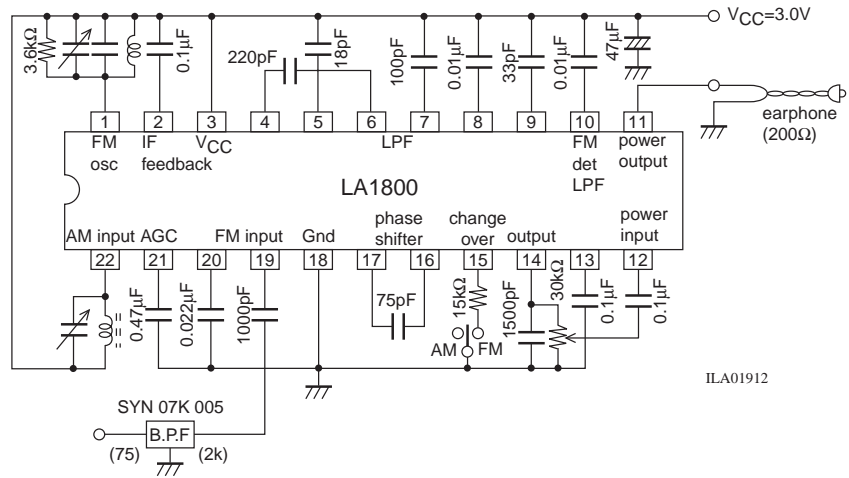 VCC=3.0V
3.6kΩ
0.1μF
220pF
18pF
100pF
0.01μF
33pF
0.01μF
47μF
earphone
(200Ω)
1
2
3
4
5
6
7
8
9
10
11
FM
osc
IF
feedback
VCC
LPF
FM
det
LPF
power
output
LA1800
AM input
AGC
FM input
Gnd
phase
shifter
change
over
output
power
input
22
21
20
19
18
17
16
15
14
13
12
0.47μF
0.022μF
1000pF
75pF
15kΩ
AM
FM
1500pF
30kΩ
0.1μF
0.1μF
ILA01912
SYN 07K 005
B.P.F
(75)
(2k)